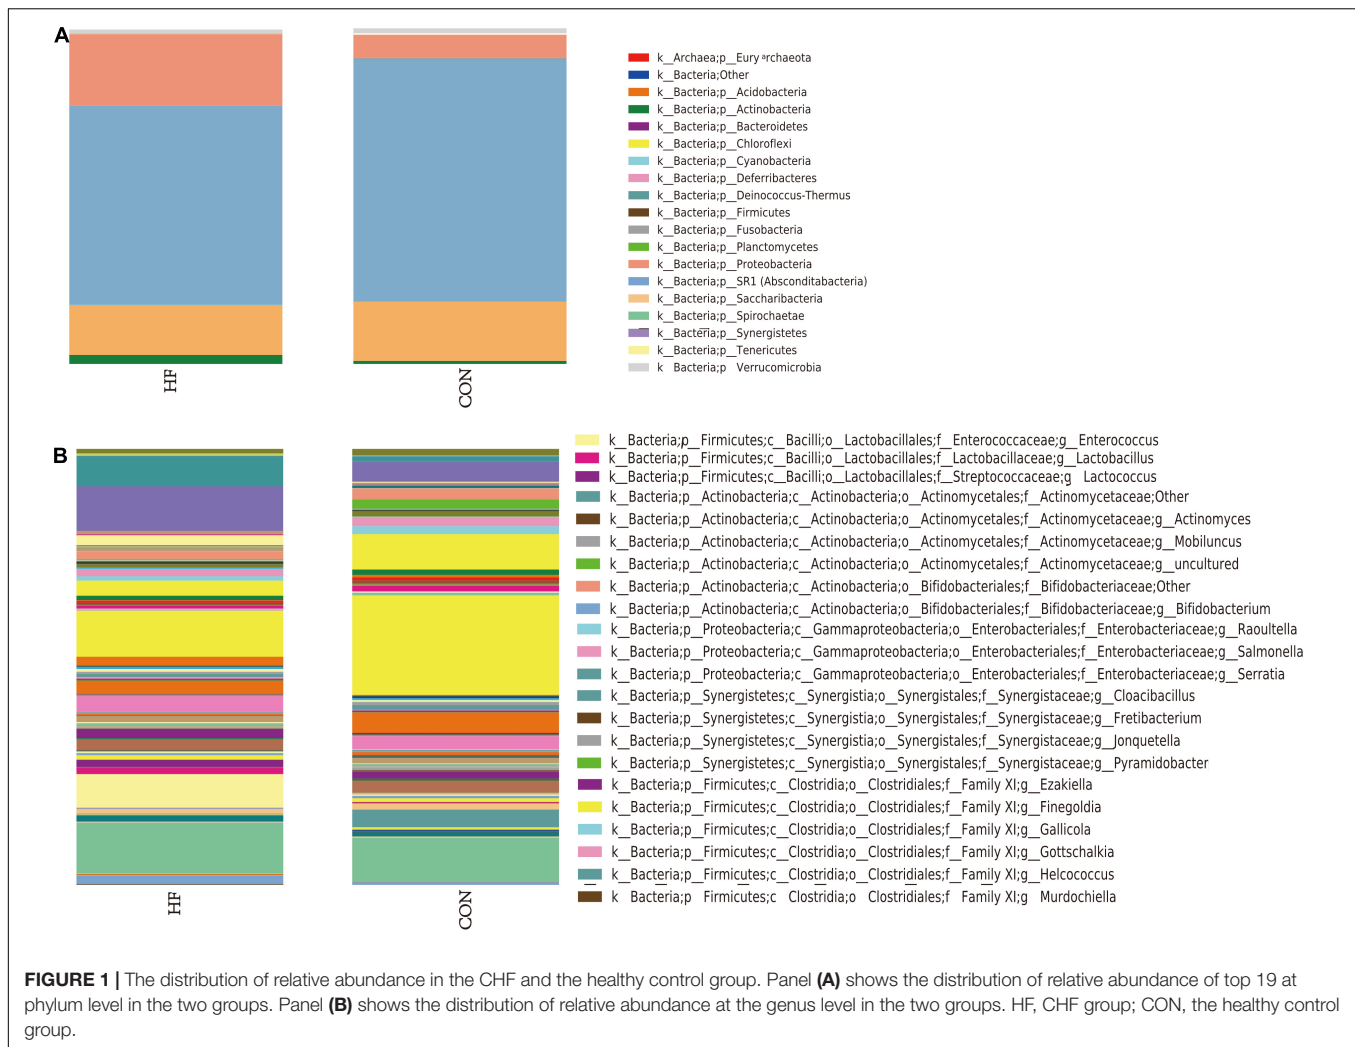 A
HF
CON
k__Archaea;p__Euryarchaeota
k__Bacteria;Other
k__Bacteria;p__Acidobacteria
k__Bacteria;p__Actinobacteria
k__Bacteria;p__Bacteroidetes
k__Bacteria;p__Chloroflexi
k__Bacteria;p__Cyanobacteria
k__Bacteria;p__Deferribacteres
k__Bacteria;p__Deinococcus-Thermus
k__Bacteria;p__Firmicutes
k__Bacteria;p__Fusobacteria
k__Bacteria;p__Planctomycetes
k__Bacteria;p__Proteobacteria
k__Bacteria;p__SR1 (Absconditabacteria)
k__Bacteria;p__Saccharibacteria
k__Bacteria;p__Spirochaetae
k__Bacteria;p__Synergistetes
k__Bacteria;p__Tenericutes
k__Bacteria;p__Verrucomicrobia
B
HF
CON
k__Bacteria;p__Firmicutes;c__Bacilli;o__Lactobacillales;f__Enterococcaceae;g__Enterococcus
k__Bacteria;p__Firmicutes;c__Bacilli;o__Lactobacillales;f__Lactobacillaceae;g__Lactobacillus
k__Bacteria;p__Firmicutes;c__Bacilli;o__Lactobacillales;f__Streptococcaceae;g__Lactococcus
k__Bacteria;p__Actinobacteria;c__Actinobacteria;o__Actinomycetales;f__Actinomycetaceae;Other
k__Bacteria;p__Actinobacteria;c__Actinobacteria;o__Actinomycetales;f__Actinomycetaceae;g__Actinomyces
k__Bacteria;p__Actinobacteria;c__Actinobacteria;o__Actinomycetales;f__Actinomycetaceae;g__Mobiluncus
k__Bacteria;p__Actinobacteria;c__Actinobacteria;o__Actinomycetales;f__Actinomycetaceae;g__uncultured
k__Bacteria;p__Actinobacteria;c__Actinobacteria;o__Bifidobacteriales;f__Bifidobacteriaceae;Other
k__Bacteria;p__Actinobacteria;c__Actinobacteria;o__Bifidobacteriales;f__Bifidobacteriaceae;g__Bifidobacterium
k__Bacteria;p__Proteobacteria;c__Gammaproteobacteria;o__Enterobacteriales;f__Enterobacteriaceae;g__Raoultella
k__Bacteria;p__Proteobacteria;c__Gammaproteobacteria;o__Enterobacteriales;f__Enterobacteriaceae;g__Salmonella
k__Bacteria;p__Proteobacteria;c__Gammaproteobacteria;o__Enterobacteriales;f__Enterobacteriaceae;g__Serratia
k__Bacteria;p__Synergistetes;c__Synergistia;o__Synergistales;f__Synergistaceae;g__Cloacibacillus
k__Bacteria;p__Synergistetes;c__Synergistia;o__Synergistales;f__Synergistaceae;g__Fretibacterium
k__Bacteria;p__Synergistetes;c__Synergistia;o__Synergistales;f__Synergistaceae;g__Jonquetella
k__Bacteria;p__Synergistetes;c__Synergistia;o__Synergistales;f__Synergistaceae;g__Pyramidobacter
k__Bacteria;p__Firmicutes;c__Clostridia;o__Clostridiales;f__Family XI;g__Ezakiella
k__Bacteria;p__Firmicutes;c__Clostridia;o__Clostridiales;f__Family XI;g__Finegoldia
k__Bacteria;p__Firmicutes;c__Clostridia;o__Clostridiales;f__Family XI;g__Gallicola
k__Bacteria;p__Firmicutes;c__Clostridia;o__Clostridiales;f__Family XI;g__Gottschalkia
k__Bacteria;p__Firmicutes;c__Clostridia;o__Clostridiales;f__Family XI;g__Helcococcus
k__Bacteria;p__Firmicutes;c__Clostridia;o__Clostridiales;f__Family XI;g__Murdochiella
FIGURE 1 | The distribution of relative abundance in the CHF and the healthy control group. Panel (A) shows the distribution of relative abundance of top 19 at
phylum level in the two groups. Panel (B) shows the distribution of relative abundance at the genus level in the two groups. HF, CHF group; CON, the healthy control
group.